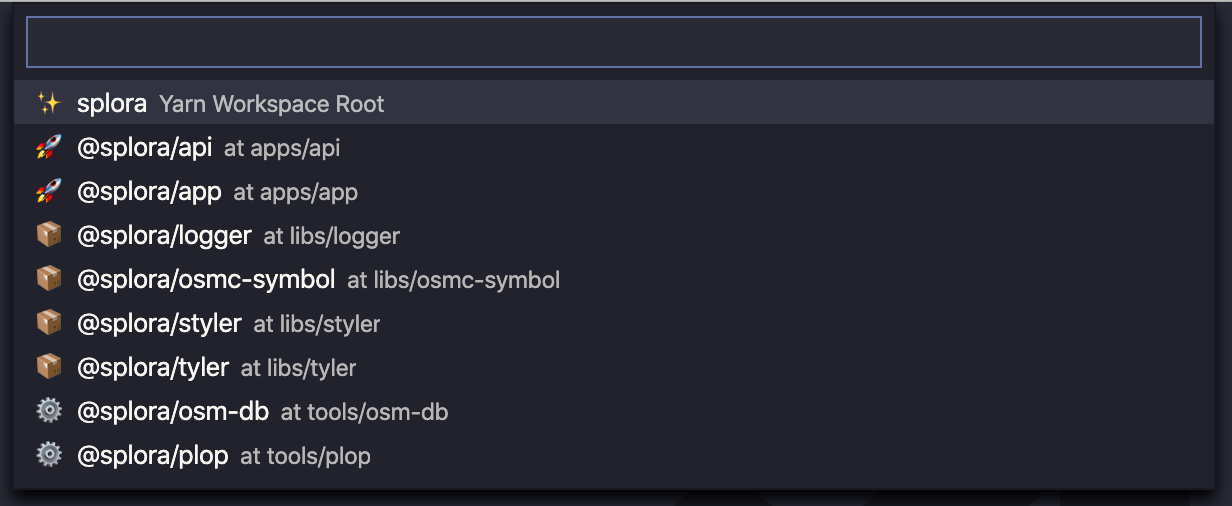 splora Yarn Workspace Root
@splora/api at apps/api
@splora/app at apps/app
@splora/logger at libs/logger
@splora/osmc-symbol at libs/osmc-symbol
@splora/styler at libs/styler
@splora/tyler at libs/tyler
@splora/osm-db at tools/osm-db
@splora/plop at tools/plop